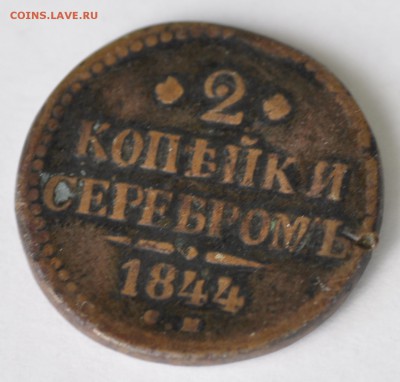 COINS.LAVE.RU
2
КОПѢЙКИ
СЕРЕБРОМЪ
1844
С. М